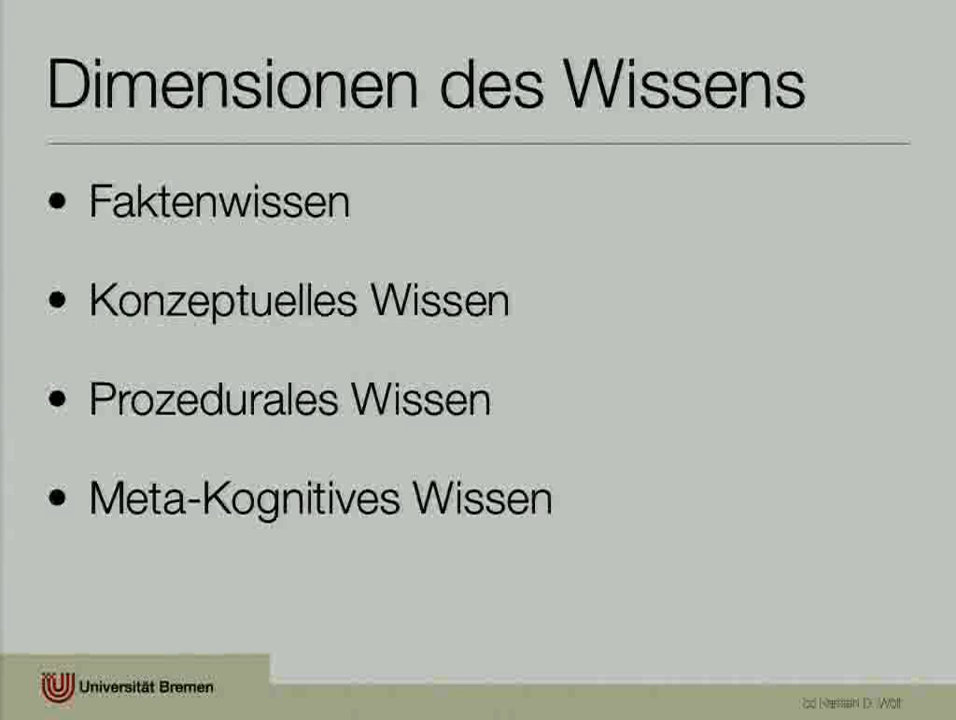 Dimensionen des Wissens
• Faktenwissen
• Konzeptuelles Wissen
• Prozedurales Wissen
• Meta-Kognitives Wissen
Universität Bremen